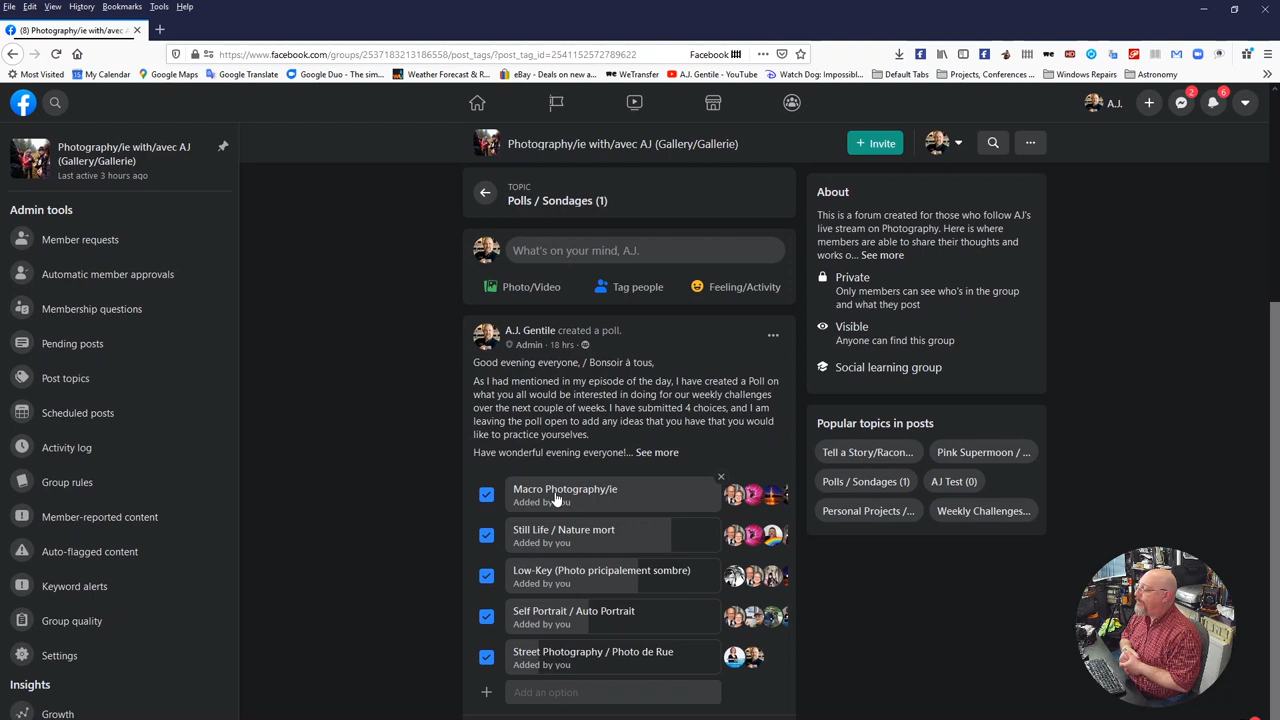 File Edit View History Bookmarks Tools Help
(8) Photography/ie with/avec A
https://www.facebook.com/groups/2537183213186558/post_tags/?post_tag_id=2541152572789622 Facebook
Most Visited My Calendar Google Maps Google Translate Google Duo - The sim... Weather Forecast & R... eBay - Deals on new a... WeTransfer A.J. Gentile - YouTube Watch Dog: Impossibl... Default Tabs Projects, Conferences ... Windows Repairs Astronomy
A.J. 2 6
Photography/ie with/avec AJ (Gallery/Gallerie)
Last active 3 hours ago
Admin tools
Member requests
Automatic member approvals
Membership questions
Pending posts
Post topics
Scheduled posts
Activity log
Group rules
Member-reported content
Auto-flagged content
Keyword alerts
Group quality
Settings
Insights
Growth
Photography/ie with/avec AJ (Gallery/Gallerie)
+ Invite
TOPIC
Polls / Sondages (1)
What's on your mind, A.J.
Photo/Video Tag people Feeling/Activity
A.J. Gentile created a poll.
Admin · 18 hrs ·
Good evening everyone, / Bonsoir à tous,
As I had mentioned in my episode of the day, I have created a Poll on
what you all would be interested in doing for our weekly challenges
over the next couple of weeks. I have submitted 4 choices, and I am
leaving the poll open to add any ideas that you have that you would
like to practice yourselves.
Have wonderful evening everyone!... See more
Macro Photography/ie
Added by you
Still Life / Nature mort
Added by you
Low-Key (Photo pricipalement sombre)
Added by you
Self Portrait / Auto Portrait
Added by you
Street Photography / Photo de Rue
Added by you
Add an option
About
This is a forum created for those who follow AJ's
live stream on Photography. Here is where
members are able to share their thoughts and
works o... See more
Private
Only members can see who's in the group
and what they post
Visible
Anyone can find this group
Social learning group
Popular topics in posts
Tell a Story/Racon... Pink Supermoon / ...
Polls / Sondages (1) AJ Test (0)
Personal Projects /... Weekly Challenges...